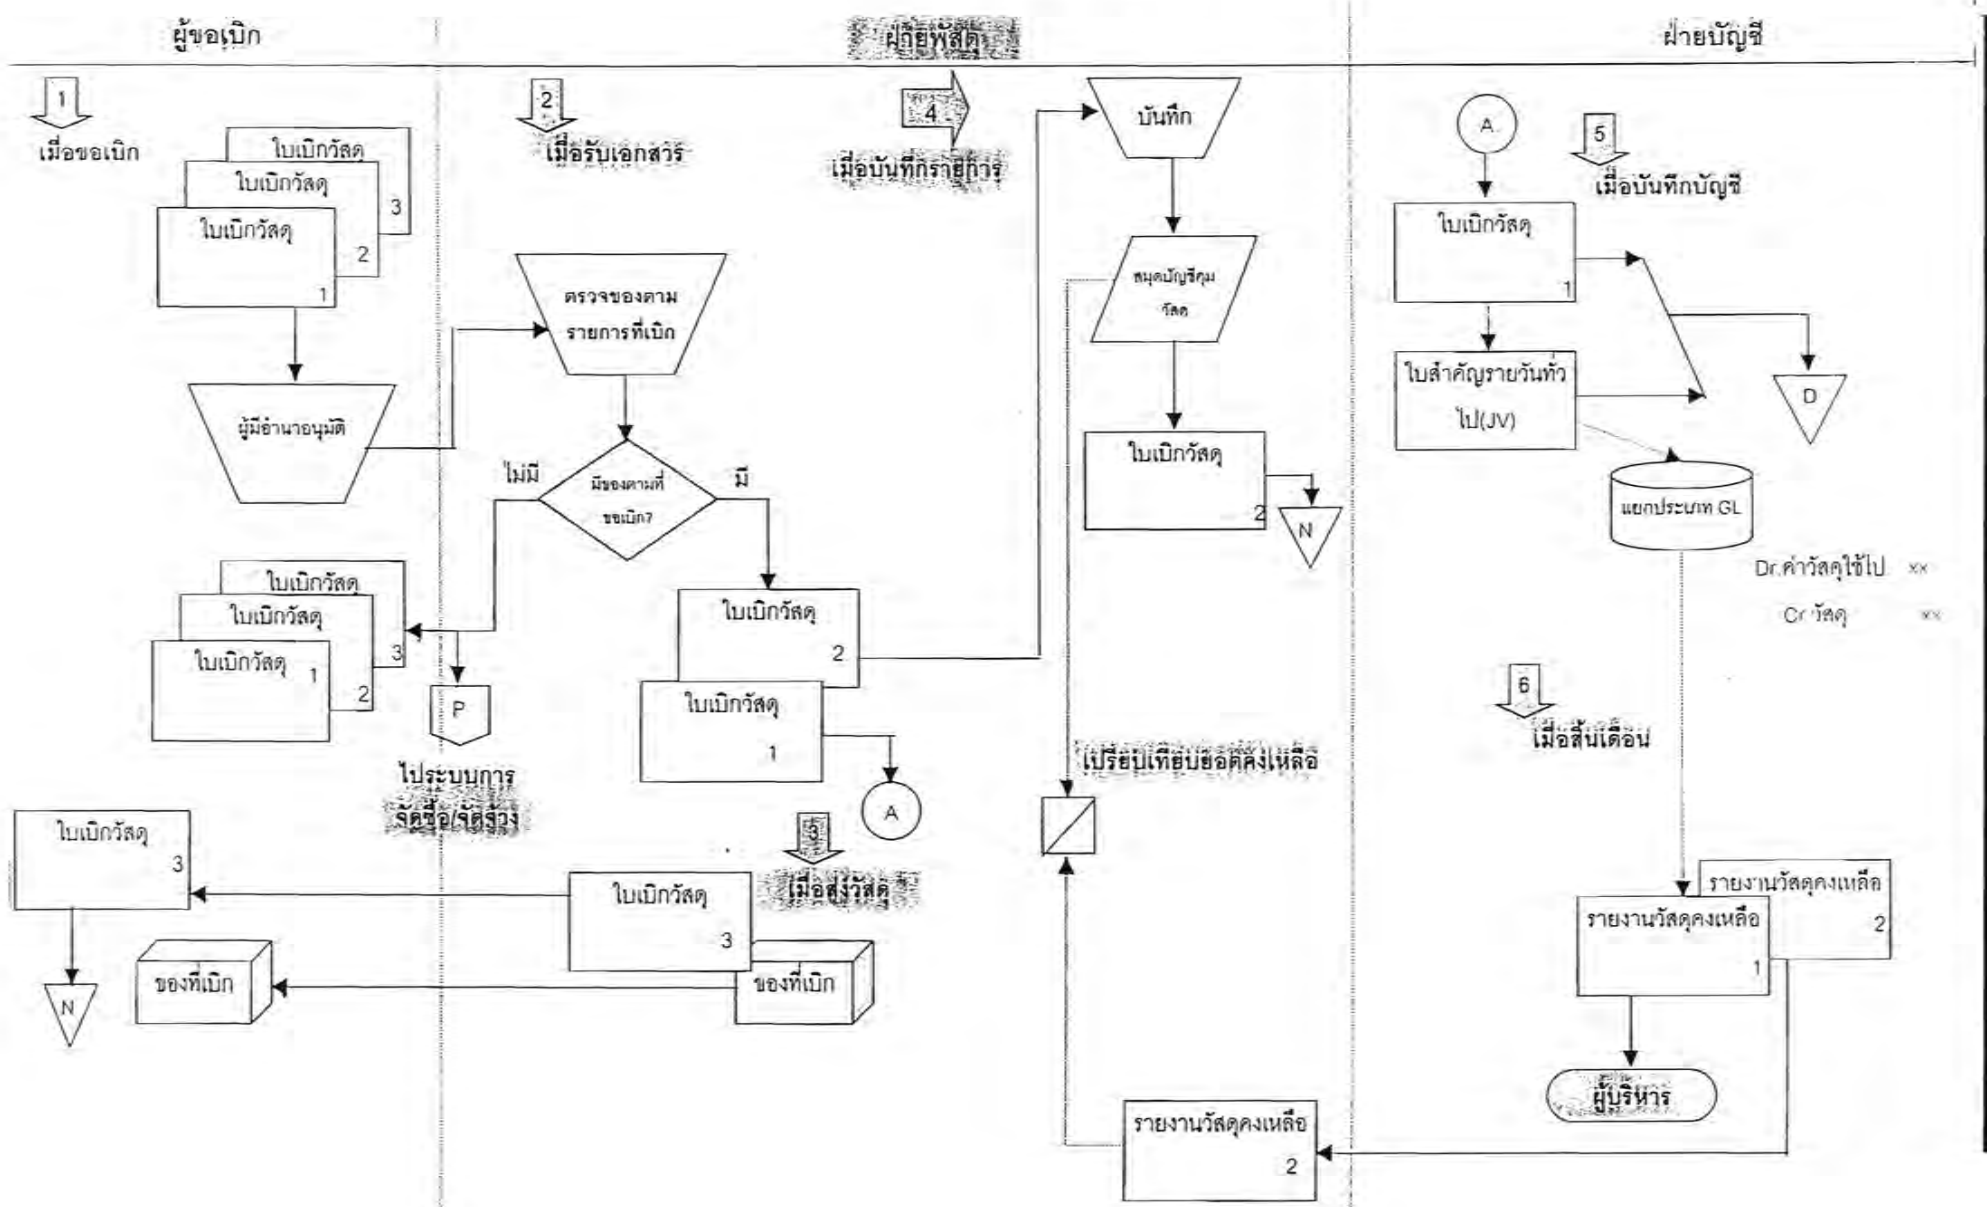 ผู้ขอเบิก
ฝ่ายพัสดุ
ฝ่ายบัญชี
1
เมื่อขอเบิก
ใบเบิกวัสดุ
3
ใบเบิกวัสดุ
2
ใบเบิกวัสดุ
1
ผู้มีอำนาอนุมัติ
2
เมื่อรับเอกสาร
ตรวจของตาม
รายการที่เบิก
มีของตามที่
ขอเบิก?
ไม่มี
มี
ใบเบิกวัสดุ
3
ใบเบิกวัสดุ
2
ใบเบิกวัสดุ
1
P
ไประบบการ
จัดซื้อ/จัดจ้าง
ใบเบิกวัสดุ
2
ใบเบิกวัสดุ
1
A
3
เมื่อส่งวัสดุ
ใบเบิกวัสดุ
3
ของที่เบิก
ใบเบิกวัสดุ
3
N
ของที่เบิก
4
เมื่อบันทึกรายการ
บันทึก
สมุดบัญชีคุม
วัสดุ
ใบเบิกวัสดุ
2
N
เปรียบเทียบยอดคงเหลือ
รายงานวัสดุคงเหลือ
2
A
5
เมื่อบันทึกบัญชี
ใบเบิกวัสดุ
1
ใบสำคัญรายวันทั่ว
ไป(JV)
D
แยกประเภท GL
Dr.ค่าวัสดุใช้ไป xx
Cr วัสดุ xx
6
เมื่อสิ้นเดือน
รายงานวัสดุคงเหลือ
2
รายงานวัสดุคงเหลือ
1
ผู้บริหาร